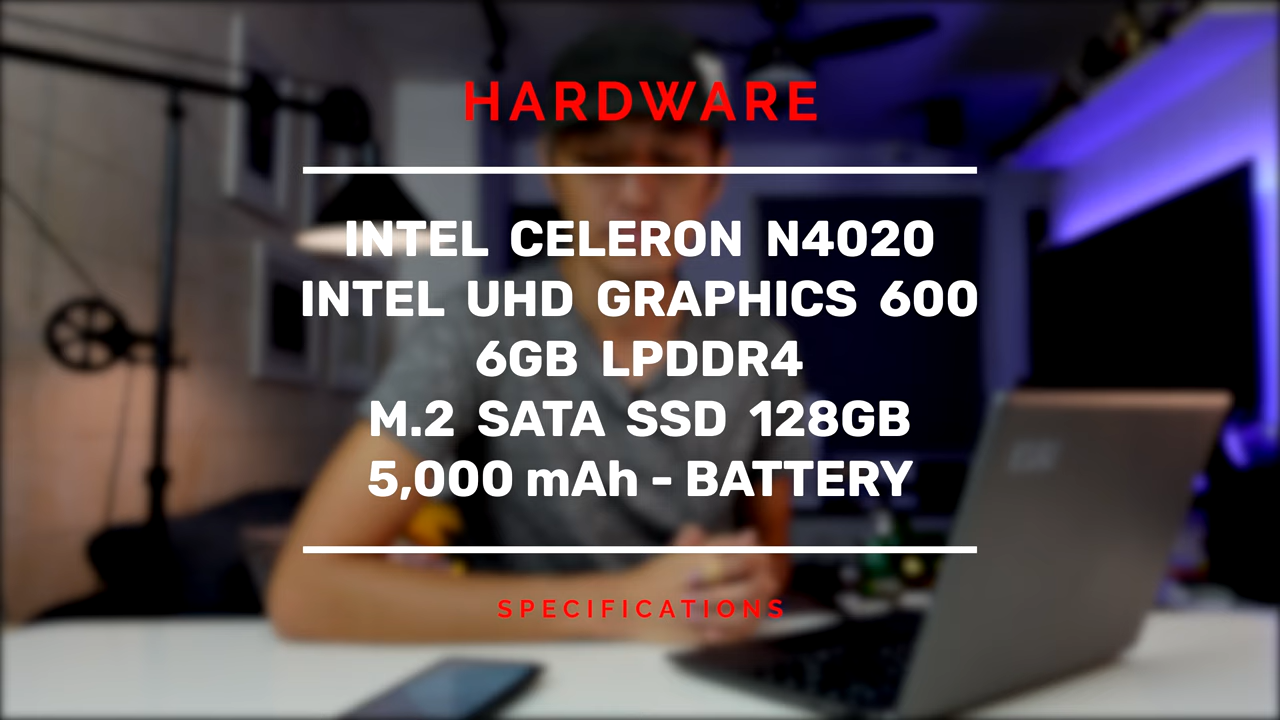 HARDWARE
INTEL CELERON N4020
INTEL UHD GRAPHICS 600
6GB LPDDR4
M.2 SATA SSD 128GB
5,000 mAh - BATTERY
SPECIFICATIONS